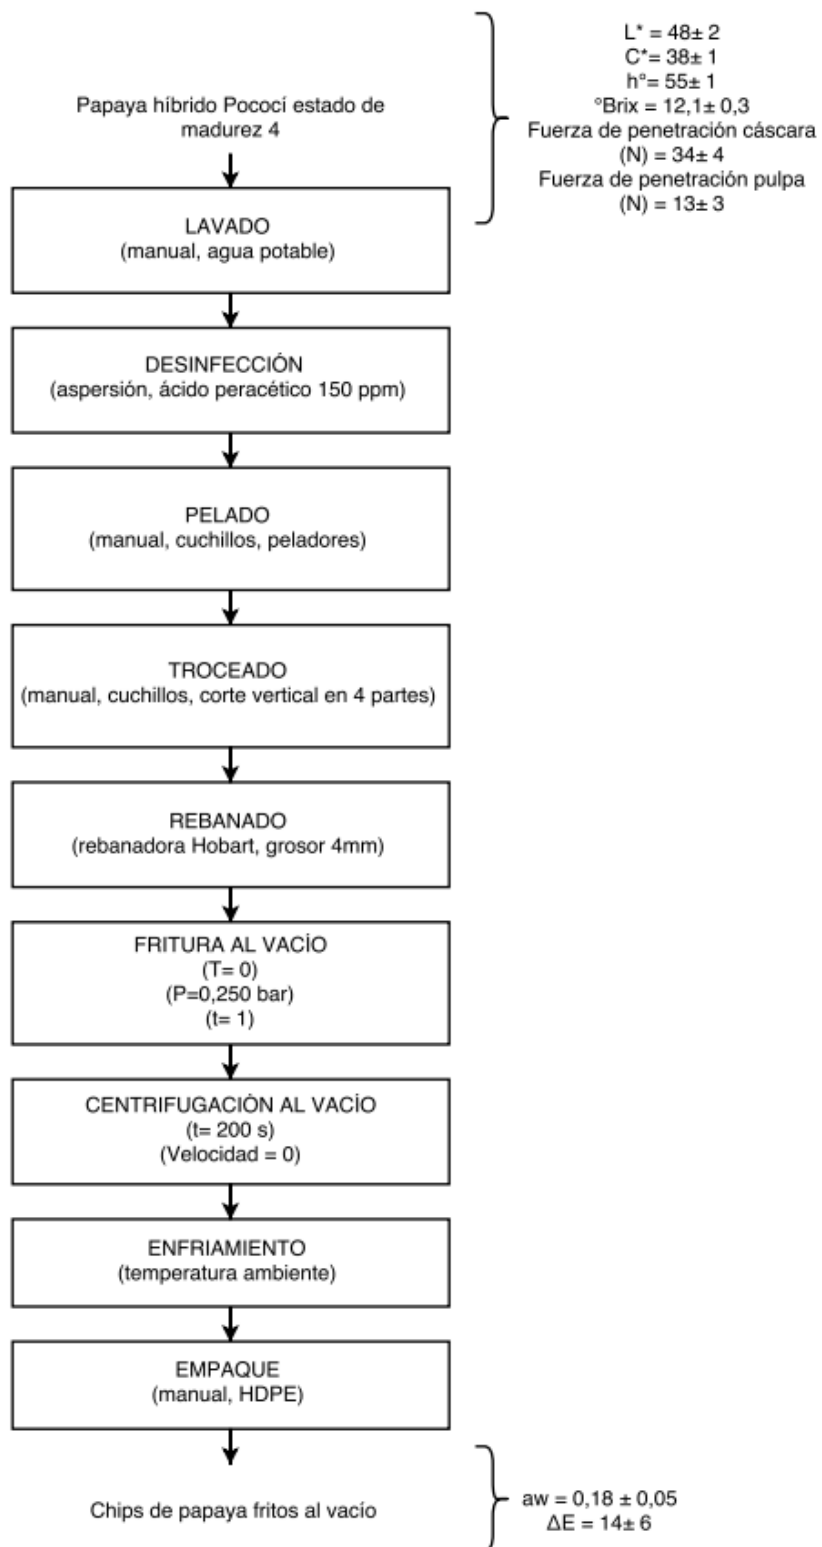 L* = 48± 2
C*= 38± 1
h°= 55± 1
°Brix = 12,1± 0,3
Fuerza de penetración cáscara
(N) = 34± 4
Fuerza de penetración pulpa
(N) = 13± 3
Papaya híbrido Pococí estado de
madurez 4
LAVADO
(manual, agua potable)
DESINFECCIÓN
(aspersión, ácido peracético 150 ppm)
PELADO
(manual, cuchillos, peladores)
TROCEADO
(manual, cuchillos, corte vertical en 4 partes)
REBANADO
(rebanadora Hobart, grosor 4mm)
FRITURA AL VACÍO
(T= 0)
(P=0,250 bar)
(t= 1)
CENTRIFUGACIÓN AL VACÍO
(t= 200 s)
(Velocidad = 0)
ENFRIAMIENTO
(temperatura ambiente)
EMPAQUE
(manual, HDPE)
Chips de papaya fritos al vacío
aw = 0,18 ± 0,05
ΔE = 14± 6